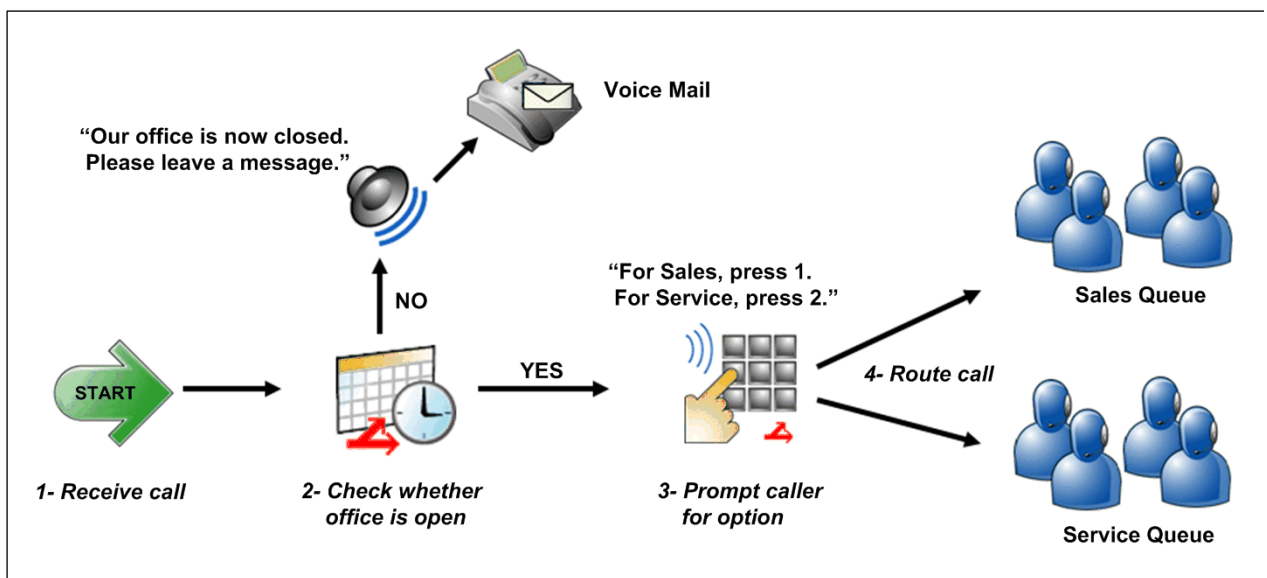 Voice Mail
“Our office is now closed.
Please leave a message.”
NO
“For Sales, press 1.
For Service, press 2.”
Sales Queue
START
YES
4- Route call
1- Receive call
2- Check whether
office is open
3- Prompt caller
for option
Service Queue